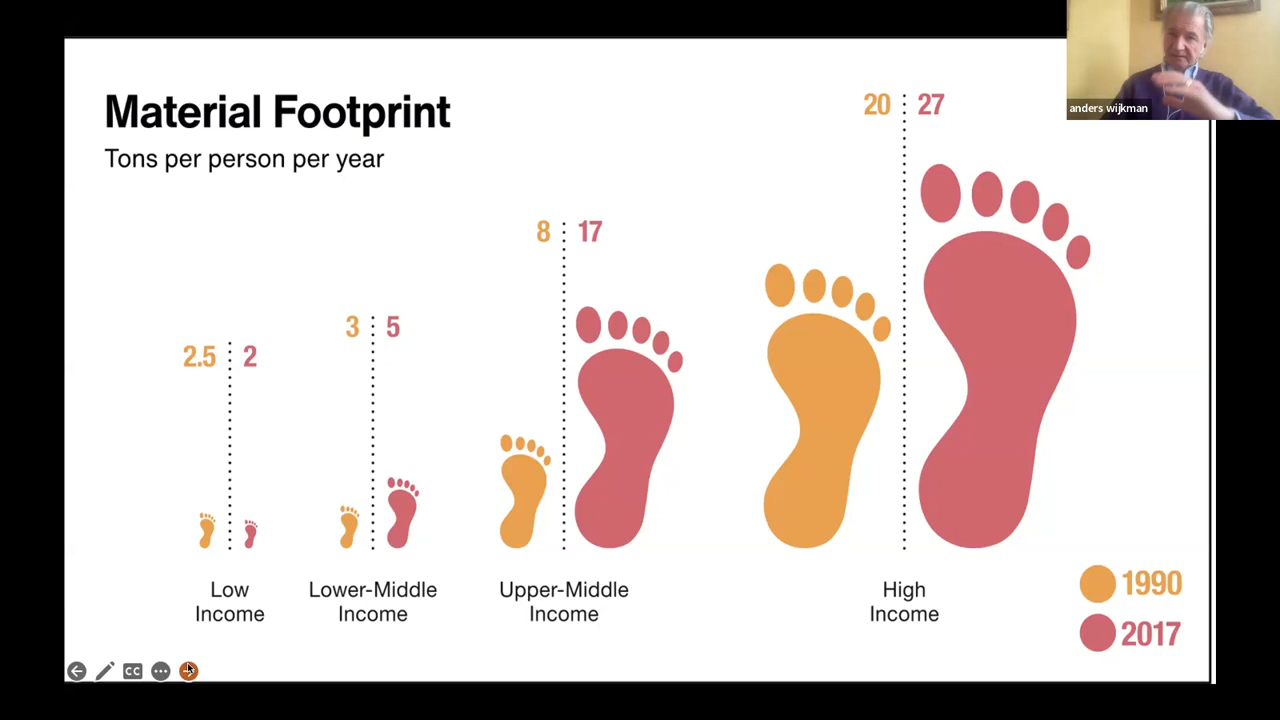 Material Footprint
Tons per person per year
2.5 2
3 5
8 17
20 27
anders wijkman
Low
Income
Lower-Middle
Income
Upper-Middle
Income
High
Income
1990
2017
CC